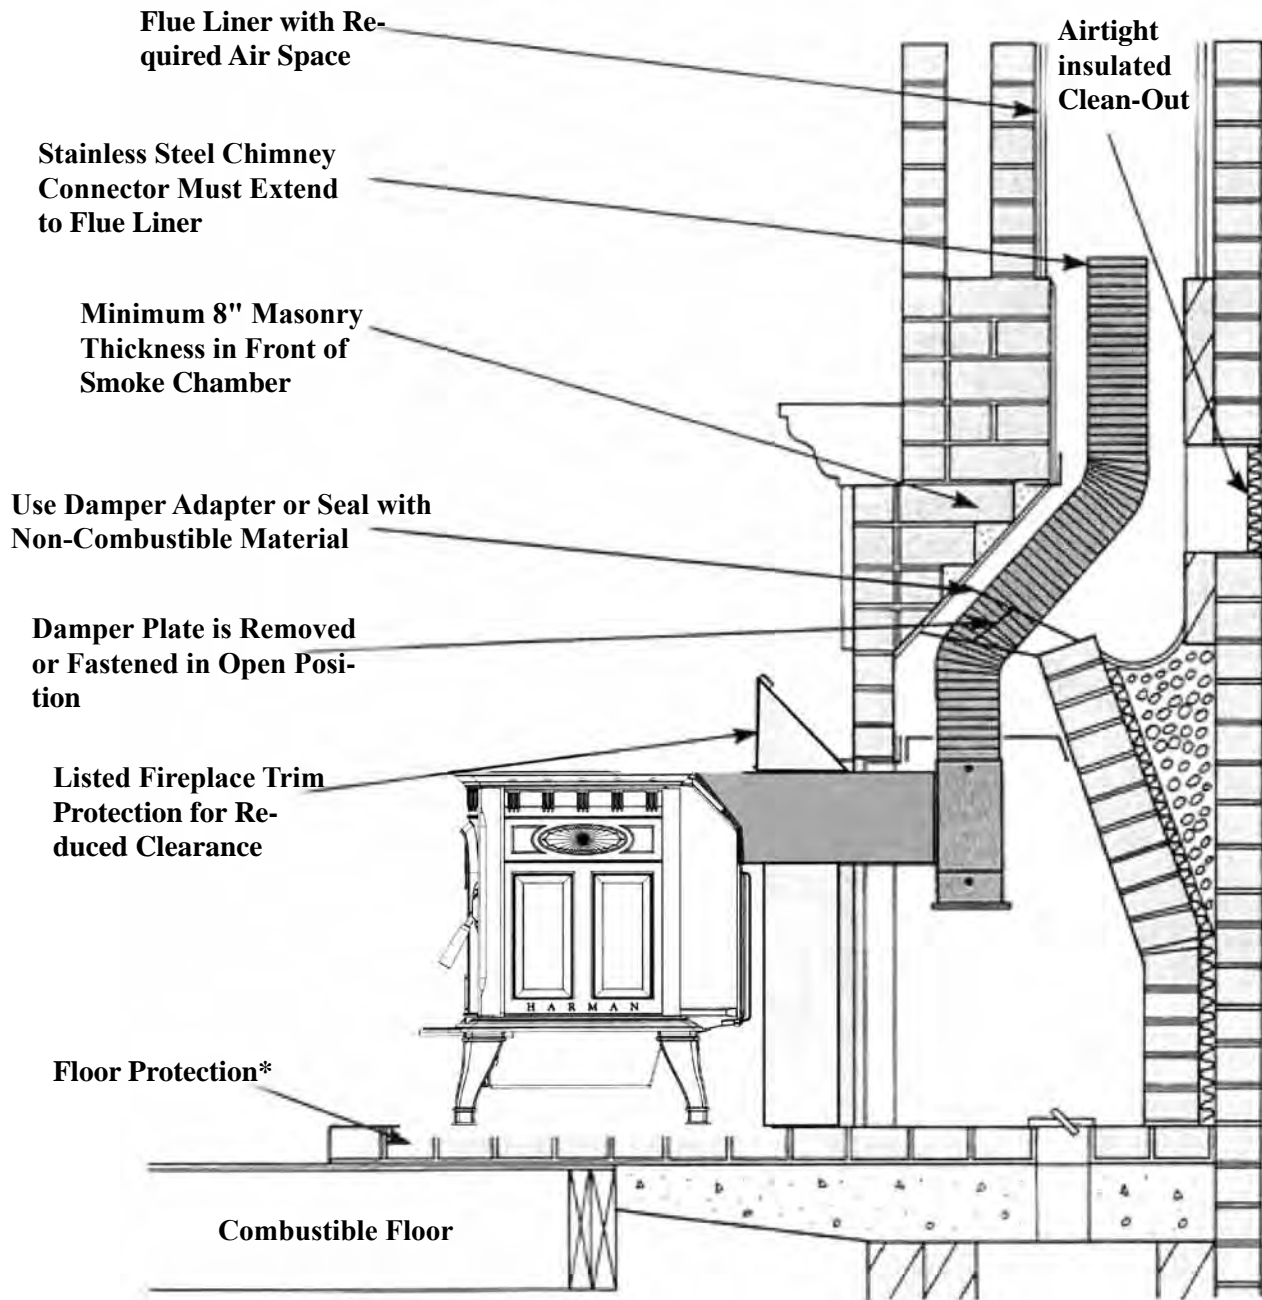 Flue Liner with Re-
quired Air Space
Airtight
insulated
Clean-Out
Stainless Steel Chimney
Connector Must Extend
to Flue Liner
Minimum 8" Masonry
Thickness in Front of
Smoke Chamber
Use Damper Adapter or Seal with
Non-Combustible Material
Damper Plate is Removed
or Fastened in Open Posi-
tion
Listed Fireplace Trim
Protection for Re-
duced Clearance
HARMAN
Floor Protection*
Combustible Floor